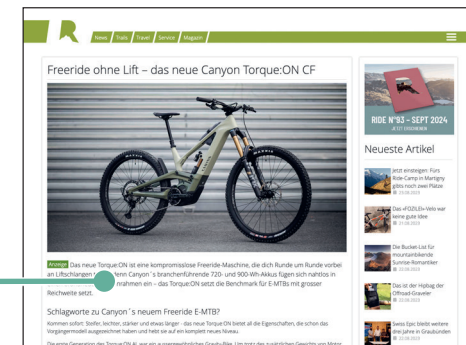 R
News / Trails / Travel / Service / Magazin /
Freeride ohne Lift – das neue Canyon Torque:ON CF
Anzeige Das neue Torque:ON ist eine kompromisslose Freeride-Maschine, die dich Runde um Runde vorbei
an Liftschlangen denn Canyon`s branchenführende 720- und 900-Wh-Akkus fügen sich nahtlos in
nrahmen ein – das Torque:ON setzt die Benchmark für E-MTBs mit grosser
Reichweite setzt.
Schlagworte zu Canyon`s neuem Freeride E-MTB?
Kommen sofort: Steifer, leichter, stärker und etwas länger - das neue Torque:ON bietet all die Eigenschaften, die schon das
Vorgängermodell ausgezeichnet haben und hebt sie auf ein komplett neues Niveau.
RIDE N°93 – SEPT 2024
JETZT EINSEHEN
Neueste Artikel
Jetzt einsteigen: Fürs
Ride-Camp in Martigny
gibts noch zwei Plätze
Das «FOZILEI»-Velo war
keine gute Idee
Die Bucket-List für
mountainbikende
Sunrise-Romantiker
Das ist der Hotbag der
Offroad-Graveler
Swiss Epic bleibt weitere
drei Jahre in Graubünden